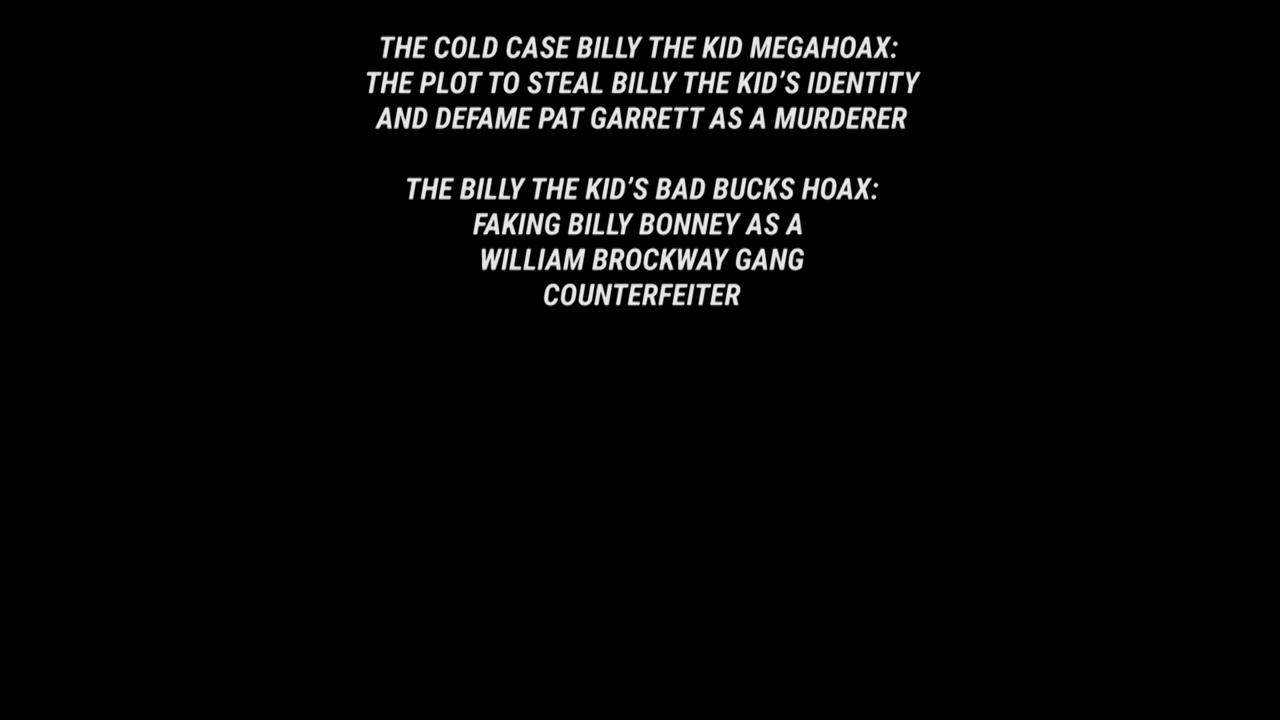 THE COLD CASE BILLY THE KID MEGAHOAX:
THE PLOT TO STEAL BILLY THE KID’S IDENTITY
AND DEFAME PAT GARRETT AS A MURDERER
THE BILLY THE KID’S BAD BUCKS HOAX:
FAKING BILLY BONNEY AS A
WILLIAM BROCKWAY GANG
COUNTERFEITER